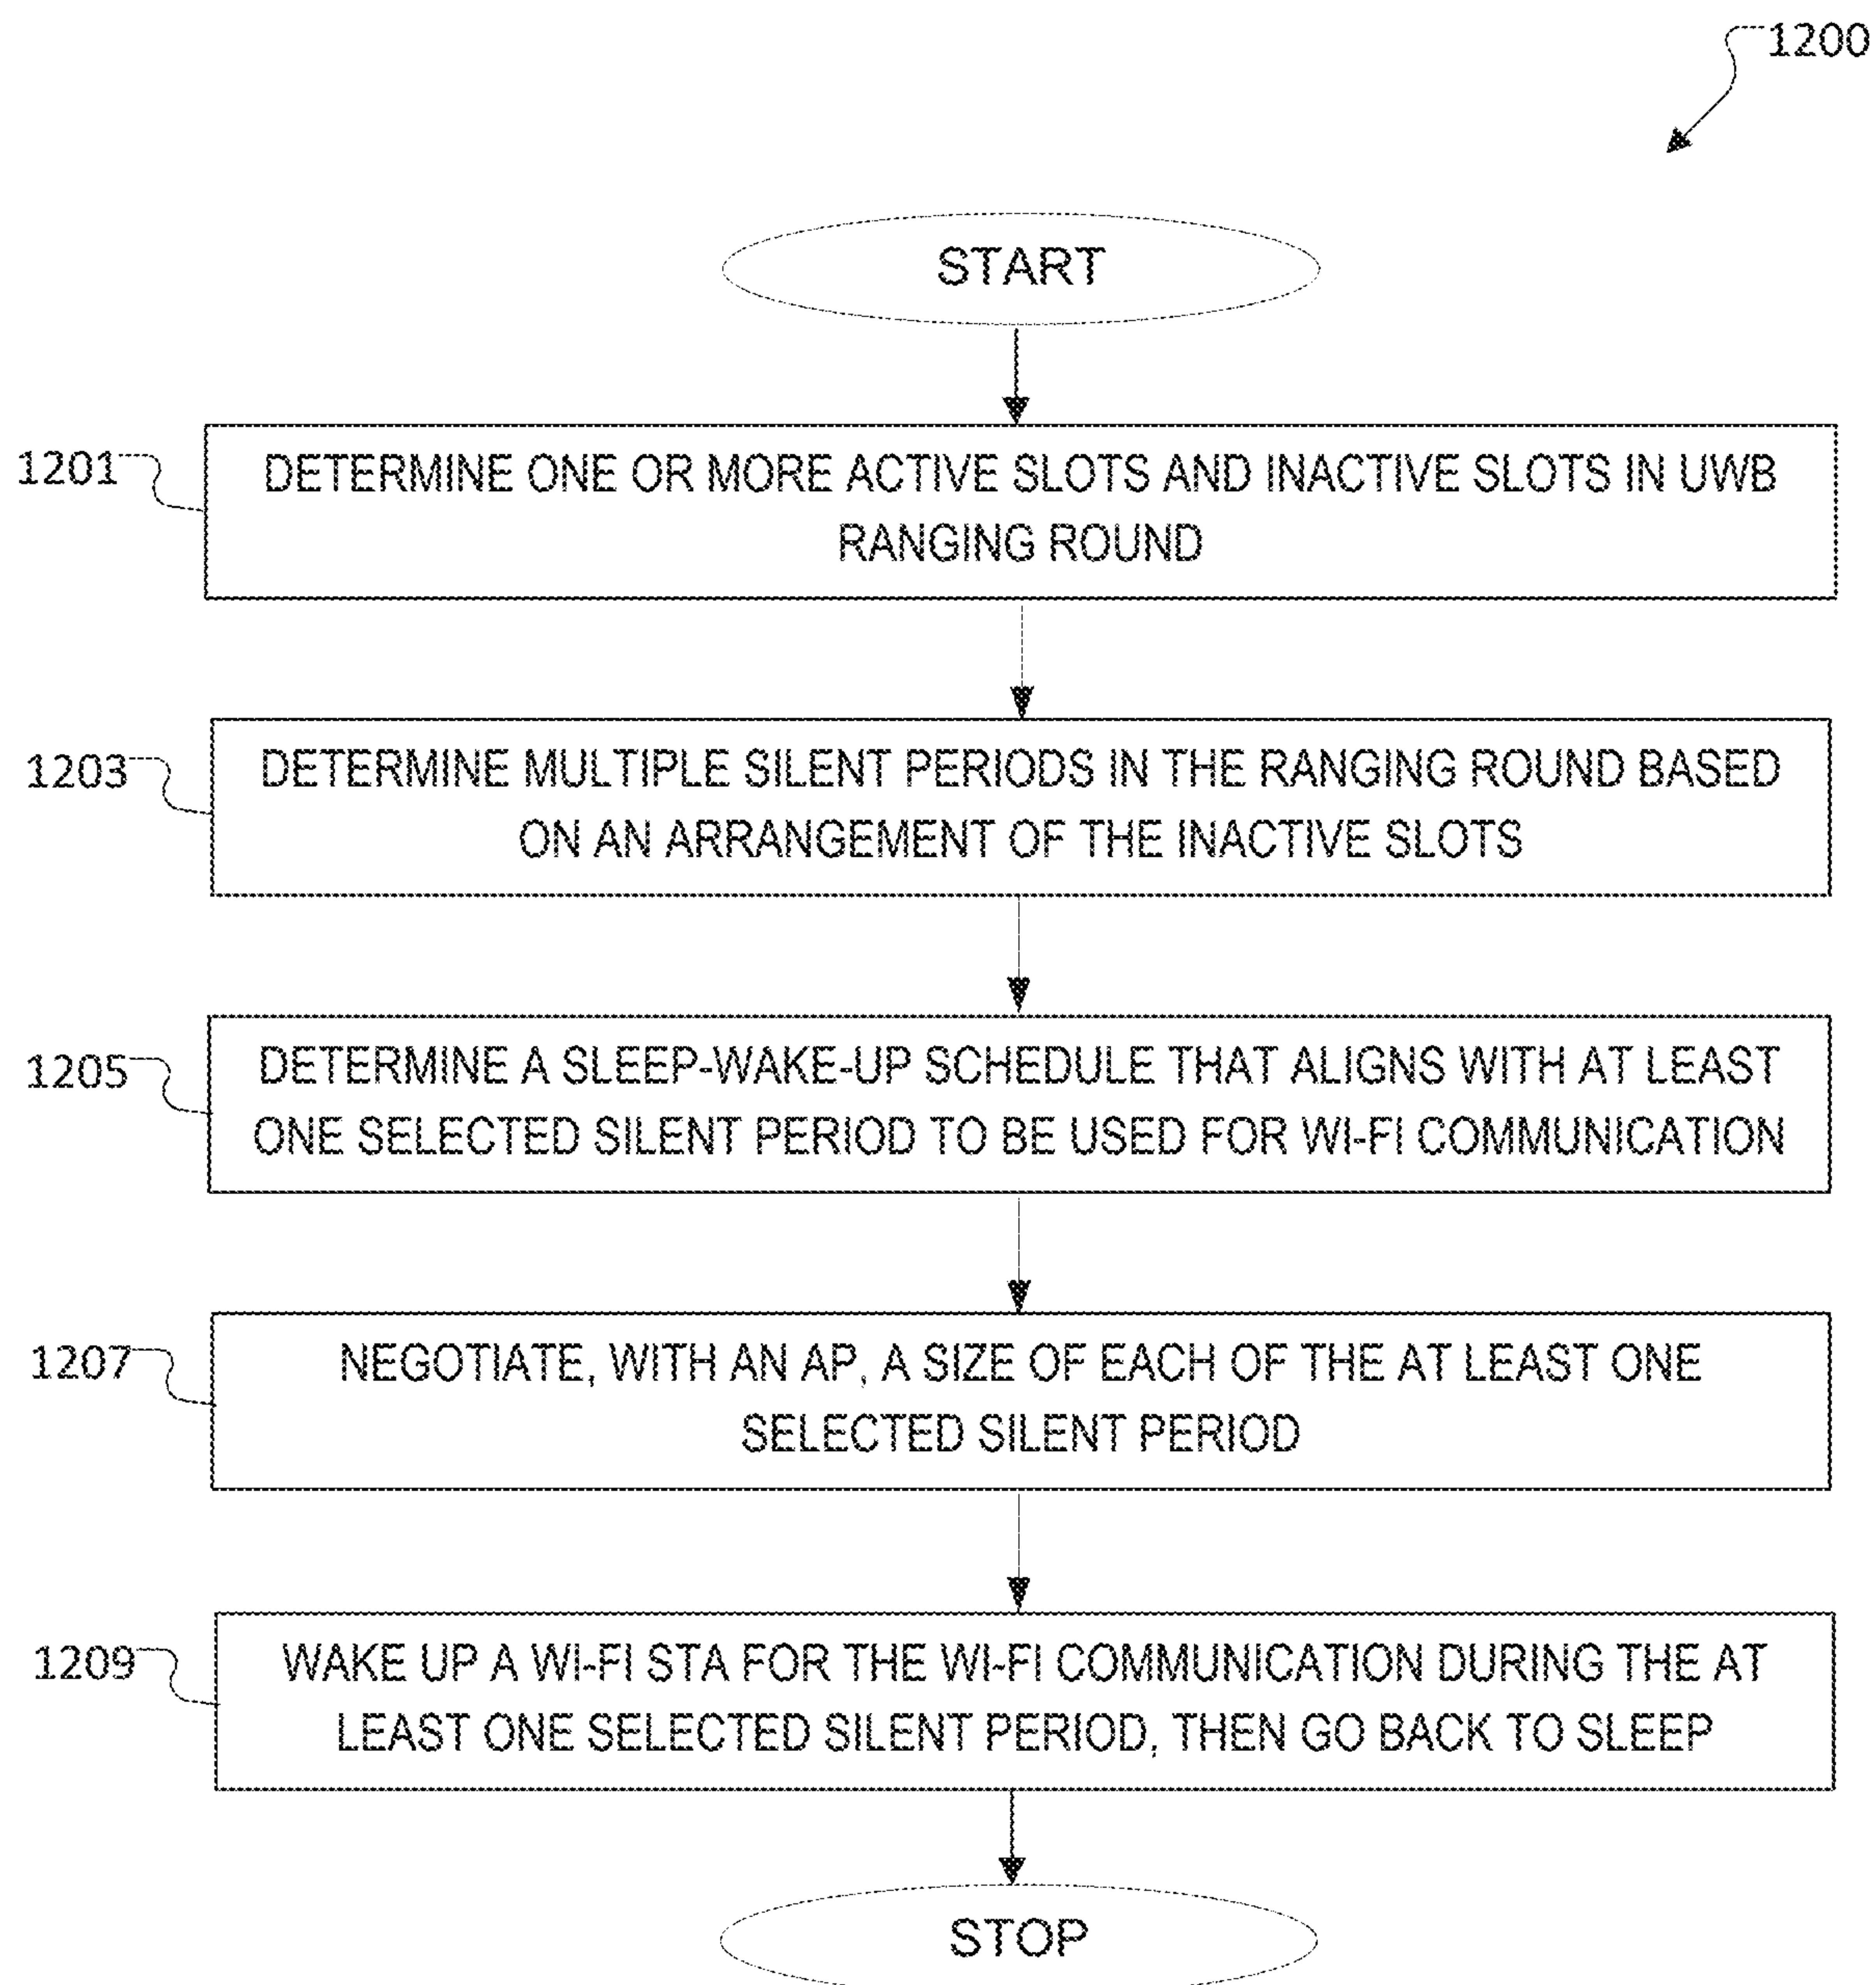 1200
START
1201
DETERMINE ONE OR MORE ACTIVE SLOTS AND INACTIVE SLOTS IN UWB
RANGING ROUND
1203
DETERMINE MULTIPLE SILENT PERIODS IN THE RANGING ROUND BASED
ON AN ARRANGEMENT OF THE INACTIVE SLOTS
1205
DETERMINE A SLEEP-WAKE-UP SCHEDULE THAT ALIGNS WITH AT LEAST
ONE SELECTED SILENT PERIOD TO BE USED FOR WI-FI COMMUNICATION
1207
NEGOTIATE, WITH AN AP, A SIZE OF EACH OF THE AT LEAST ONE
SELECTED SILENT PERIOD
1209
WAKE UP A WI-FI STA FOR THE WI-FI COMMUNICATION DURING THE AT
LEAST ONE SELECTED SILENT PERIOD, THEN GO BACK TO SLEEP
STOP